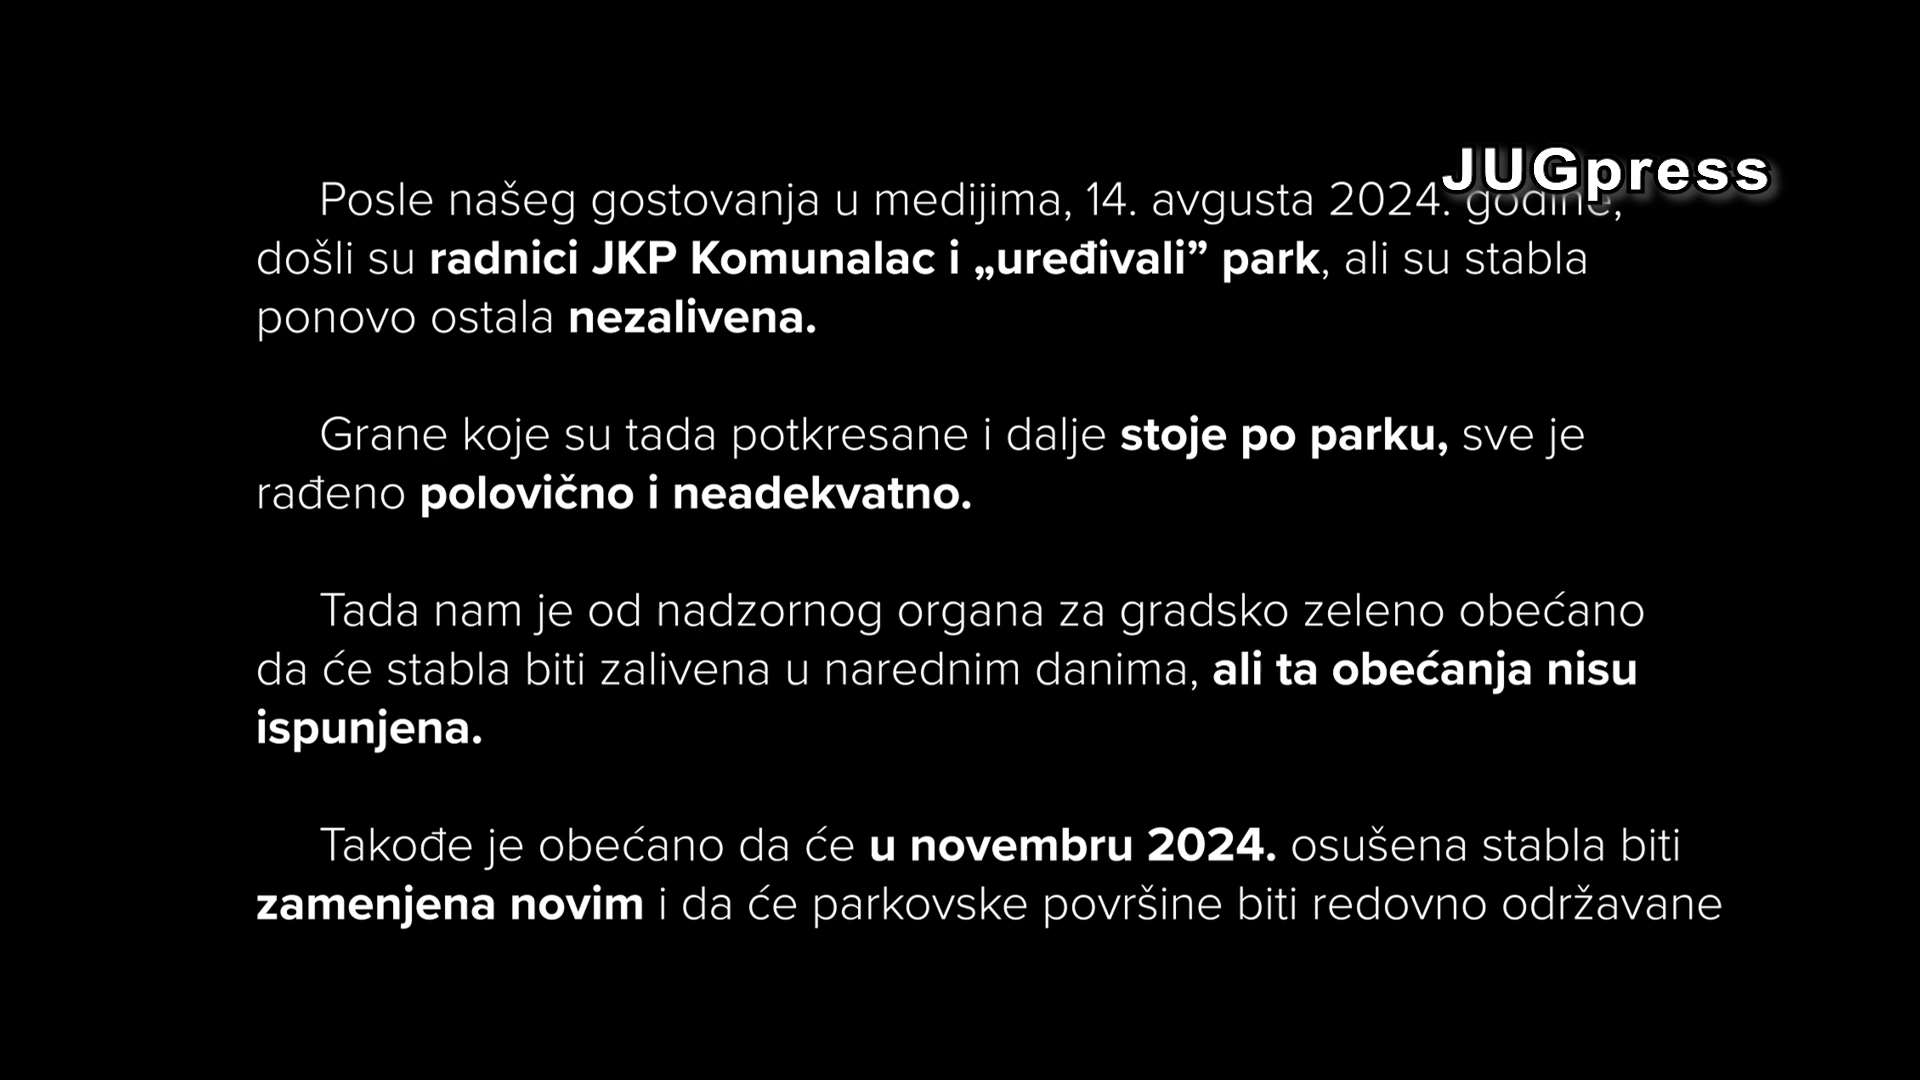 JUGpress
Posle našeg gostovanja u medijima, 14. avgusta 2024. godine,
došli su radnici JKP Komunalac i „uređivali” park, ali su stabla
ponovo ostala nezalivena.
Grane koje su tada potkresane i dalje stoje po parku, sve je
rađeno polovično i neadekvatno.
Tada nam je od nadzornog organa za gradsko zeleno obećano
da će stabla biti zalivena u narednim danima, ali ta obećanja nisu
ispunjena.
Takođe je obećano da će u novembru 2024. osušena stabla biti
zamenjena novim i da će parkovske površine biti redovno održavane